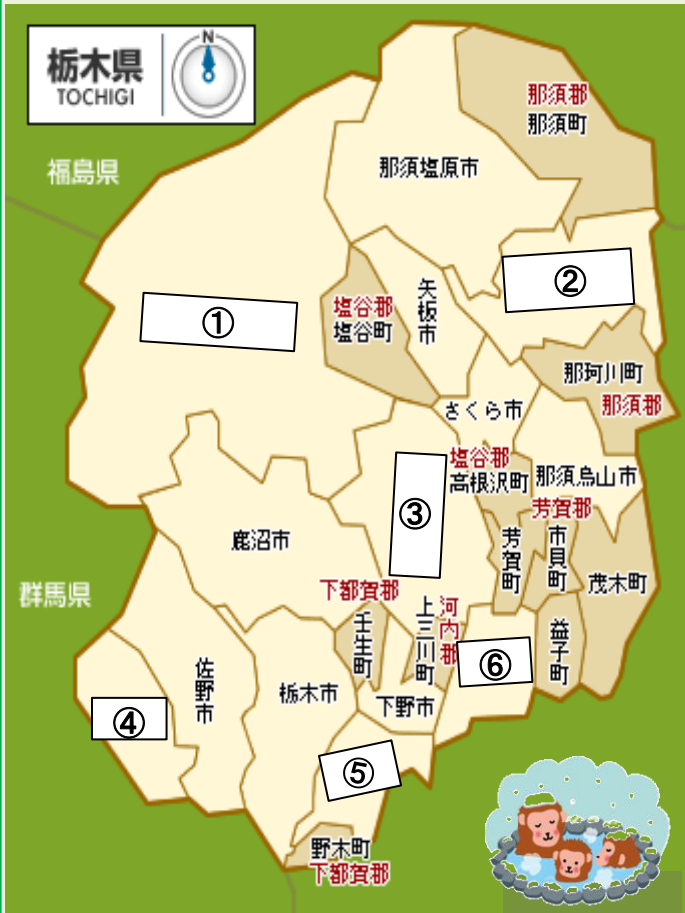 栃木県
TOCHIGI
N
福島県
那須郡
那須町
那須塩原市
②
①
塩谷郡
塩谷町
矢板市
那珂川町
那須郡
さくら市
塩谷郡
高根沢町
那須烏山市
③
芳賀郡
鹿沼市
芳賀町
市貝町
茂木町
群馬県
下都賀郡
壬生町
上三川町
河内郡
益子町
⑥
佐野市
栃木市
下野市
④
⑤
野木町
下都賀郡